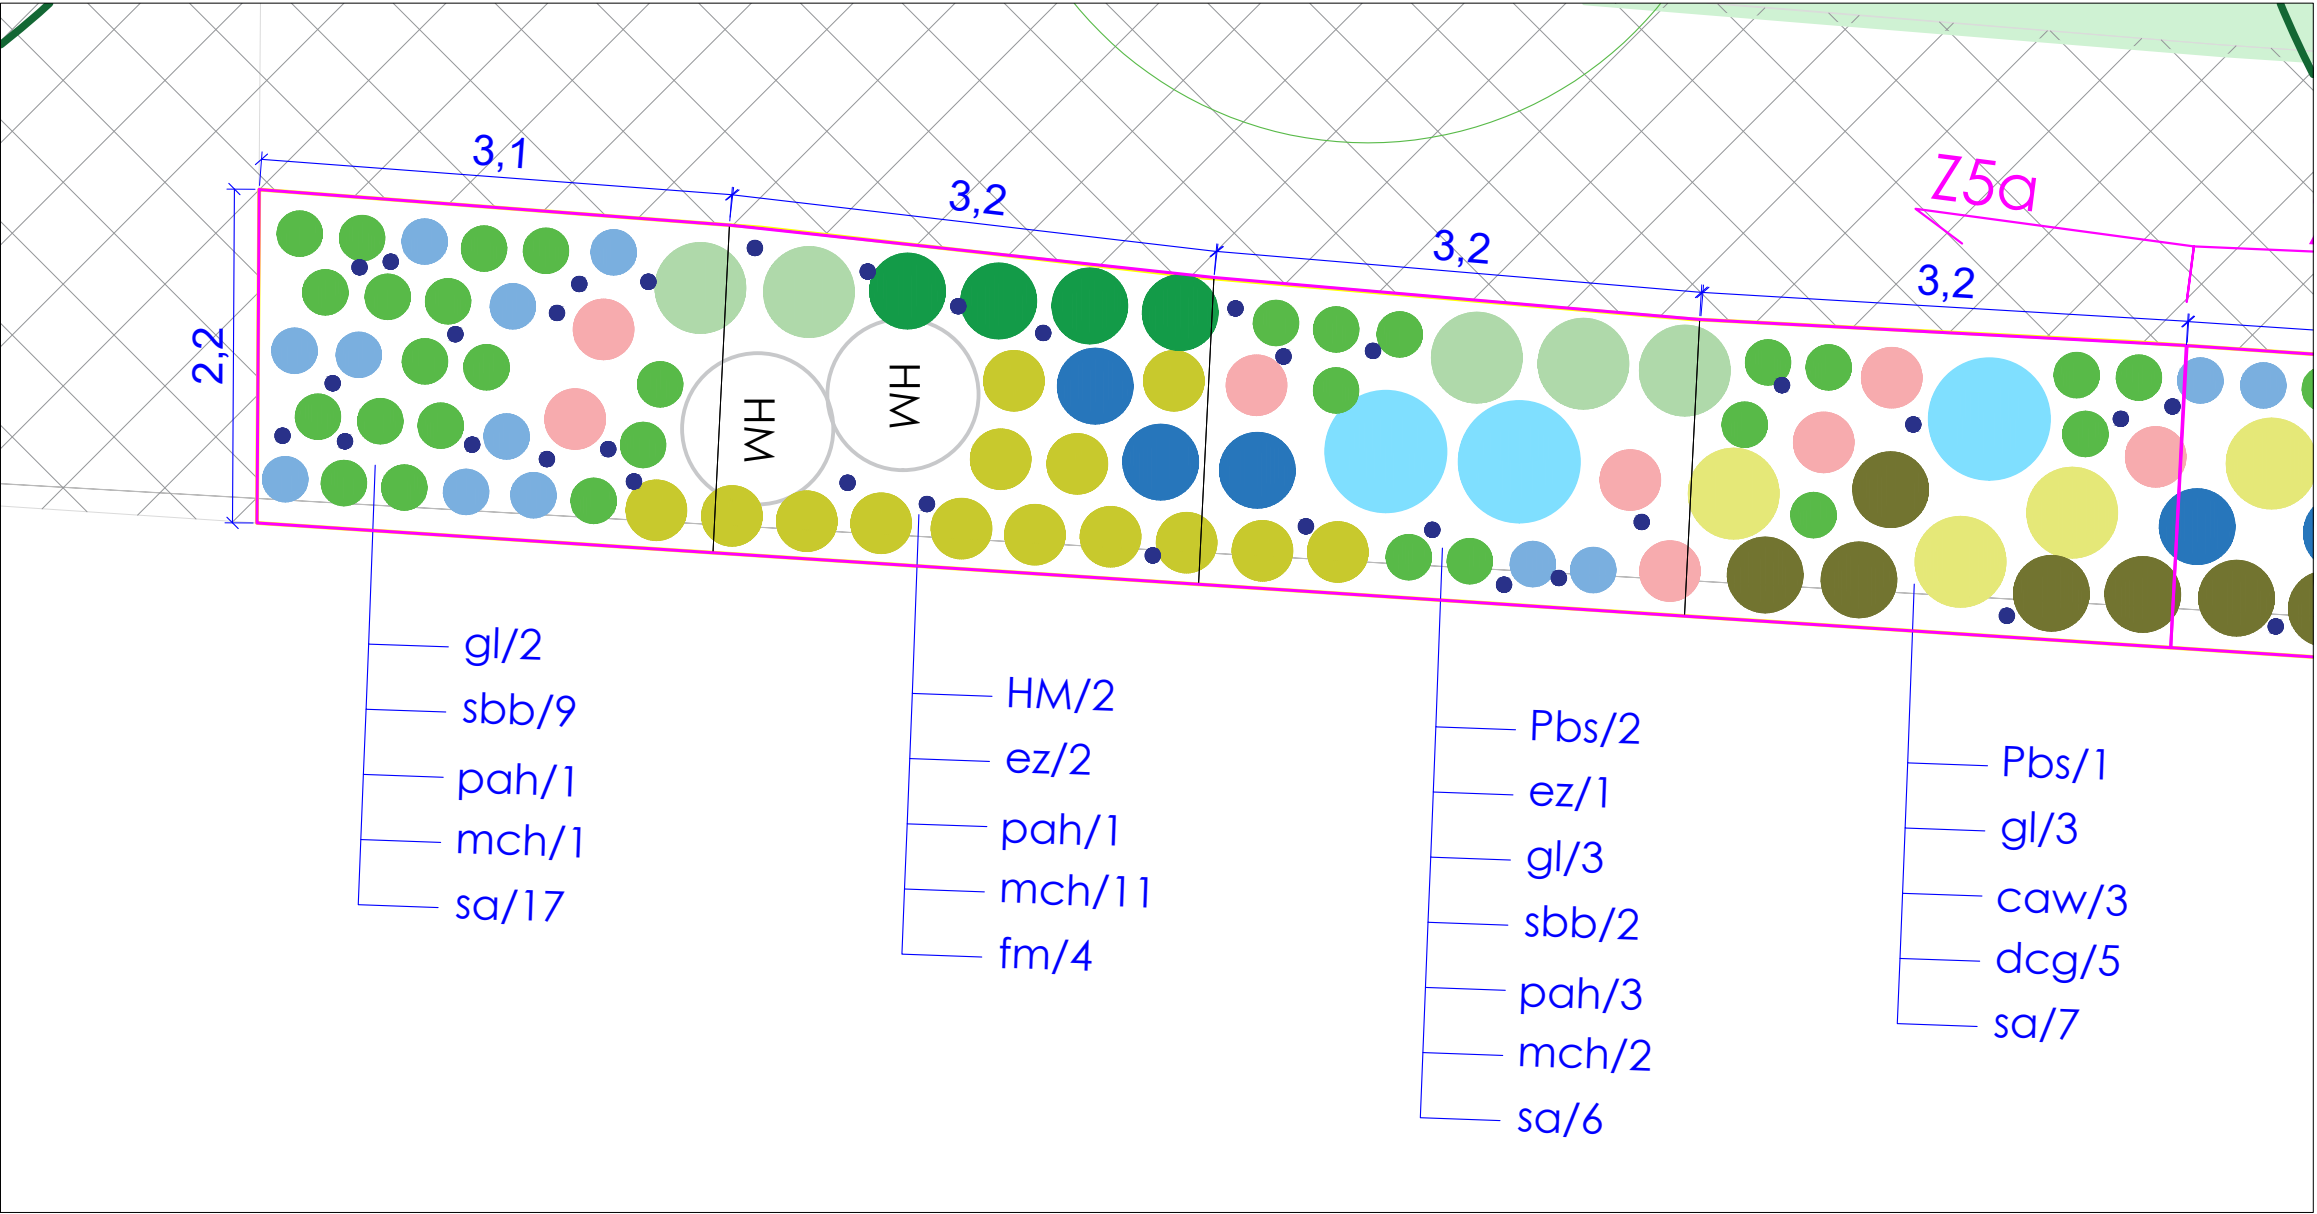 3,1
3,2
3,2
3,2
Z5a
2,2
HM
HM
gl/2
sbb/9
pah/1
mch/1
sa/17
HM/2
ez/2
pah/1
mch/11
fm/4
Pbs/2
ez/1
gl/3
sbb/2
pah/3
mch/2
sa/6
Pbs/1
gl/3
caw/3
dcg/5
sa/7